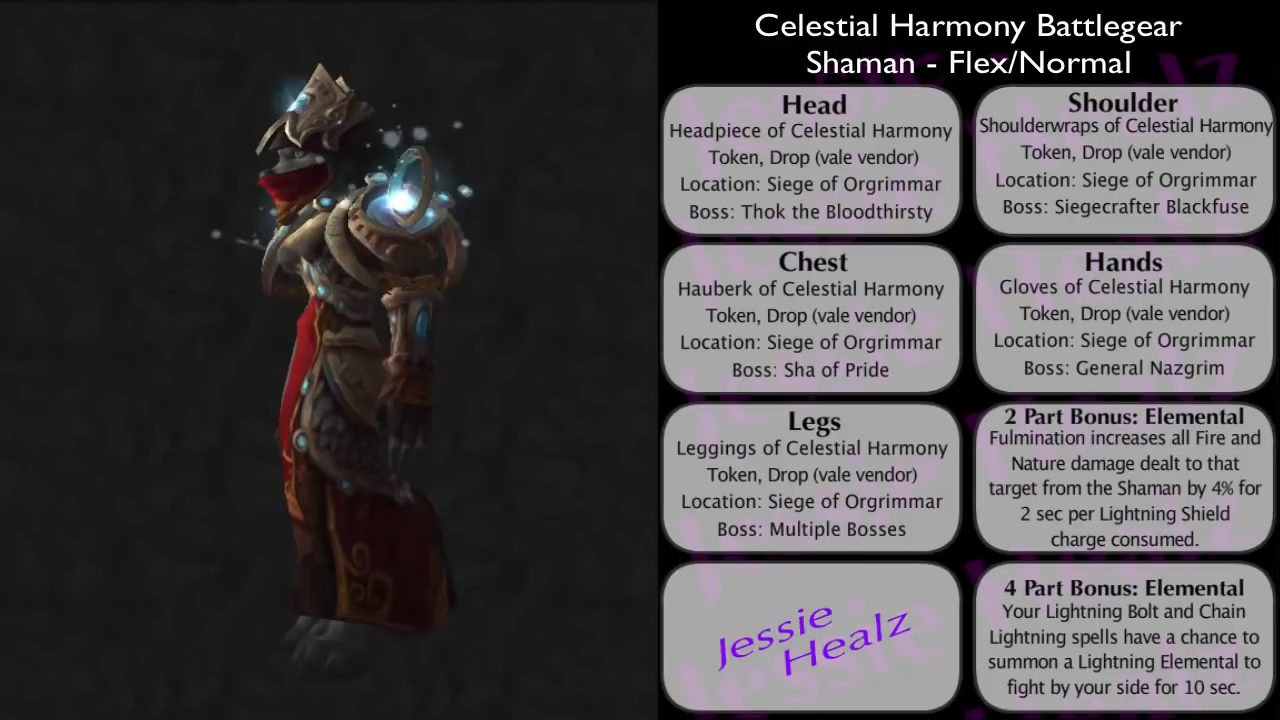 Celestial Harmony Battlegear
Shaman - Flex/Normal
Head
Headpiece of Celestial Harmony
Token, Drop (vale vendor)
Location: Siege of Orgrimmar
Boss: Thok the Bloodthirsty
Shoulder
Shoulderwraps of Celestial Harmony
Token, Drop (vale vendor)
Location: Siege of Orgrimmar
Boss: Siegecrafter Blackfuse
Chest
Hauberk of Celestial Harmony
Token, Drop (vale vendor)
Location: Siege of Orgrimmar
Boss: Sha of Pride
Hands
Gloves of Celestial Harmony
Token, Drop (vale vendor)
Location: Siege of Orgrimmar
Boss: General Nazgrim
Legs
Leggings of Celestial Harmony
Token, Drop (vale vendor)
Location: Siege of Orgrimmar
Boss: Multiple Bosses
2 Part Bonus: Elemental
Fulmination increases all Fire and
Nature damage dealt to that
target from the Shaman by 4% for
2 sec per Lightning Shield
charge consumed.
Jessie
Healz
4 Part Bonus: Elemental
Your Lightning Bolt and Chain
Lightning spells have a chance to
summon a Lightning Elemental to
fight by your side for 10 sec.